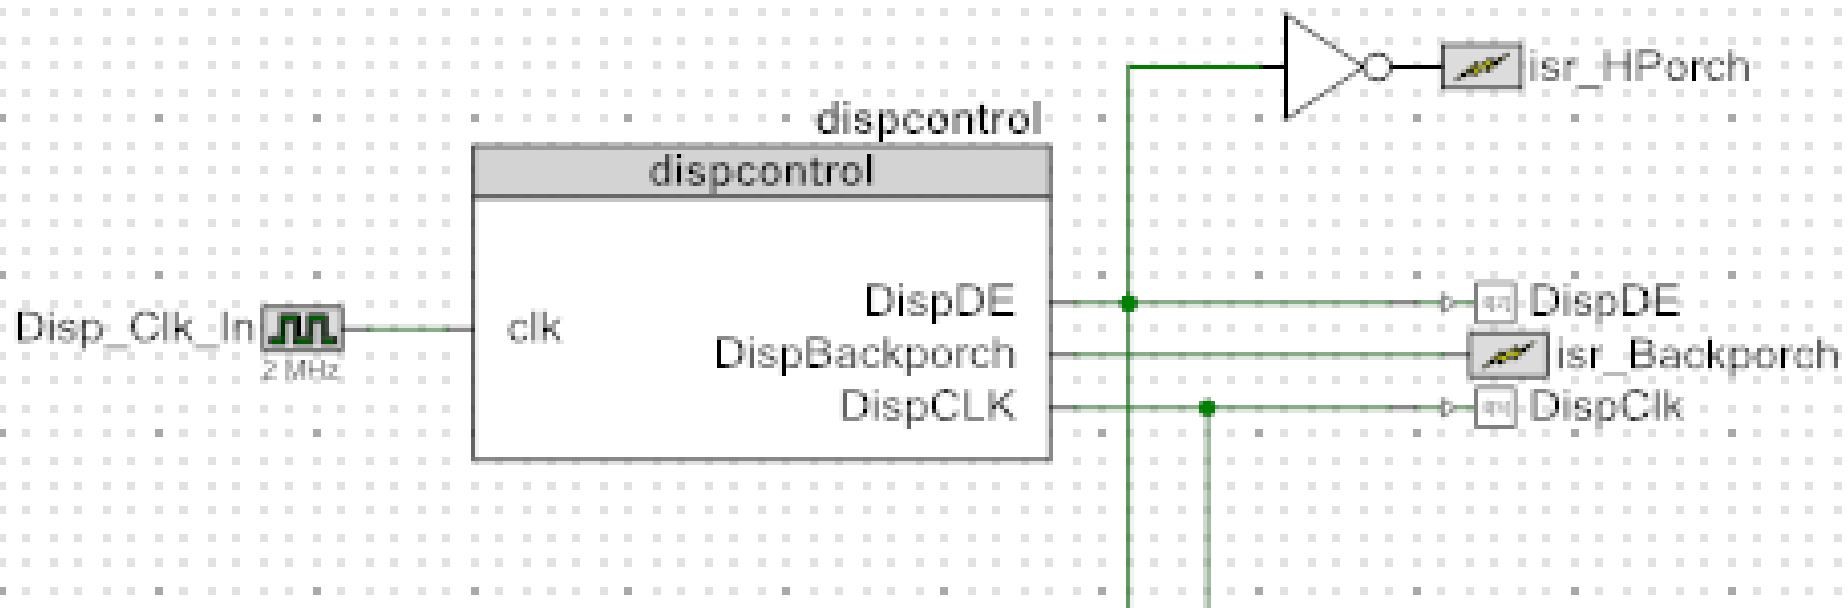 isr_HPorch
dispcontrol
dispcontrol
Disp_Clk_In
2 MHz
clk
DispDE
DispBackporch
DispCLK
DispDE
isr_Backporch
DispClk